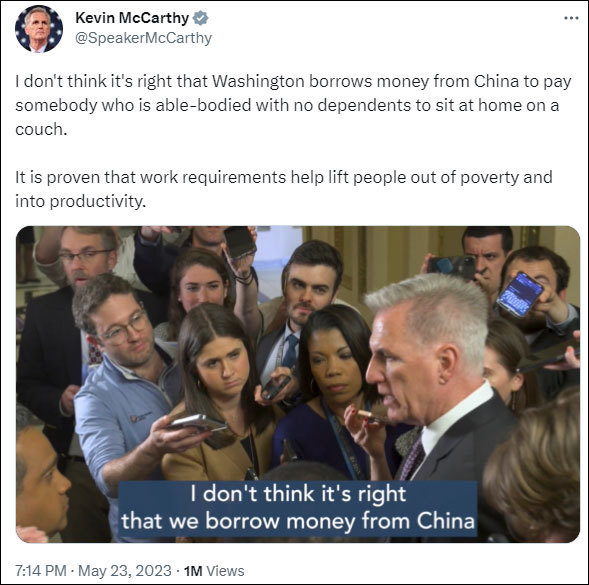 Kevin McCarthy
@SpeakerMcCarthy
I don't think it's right that Washington borrows money from China to pay
somebody who is able-bodied with no dependents to sit at home on a
couch.
It is proven that work requirements help lift people out of poverty and
into productivity.
I don't think it's right
that we borrow money from China
7:14 PM · May 23, 2023 · 1M Views